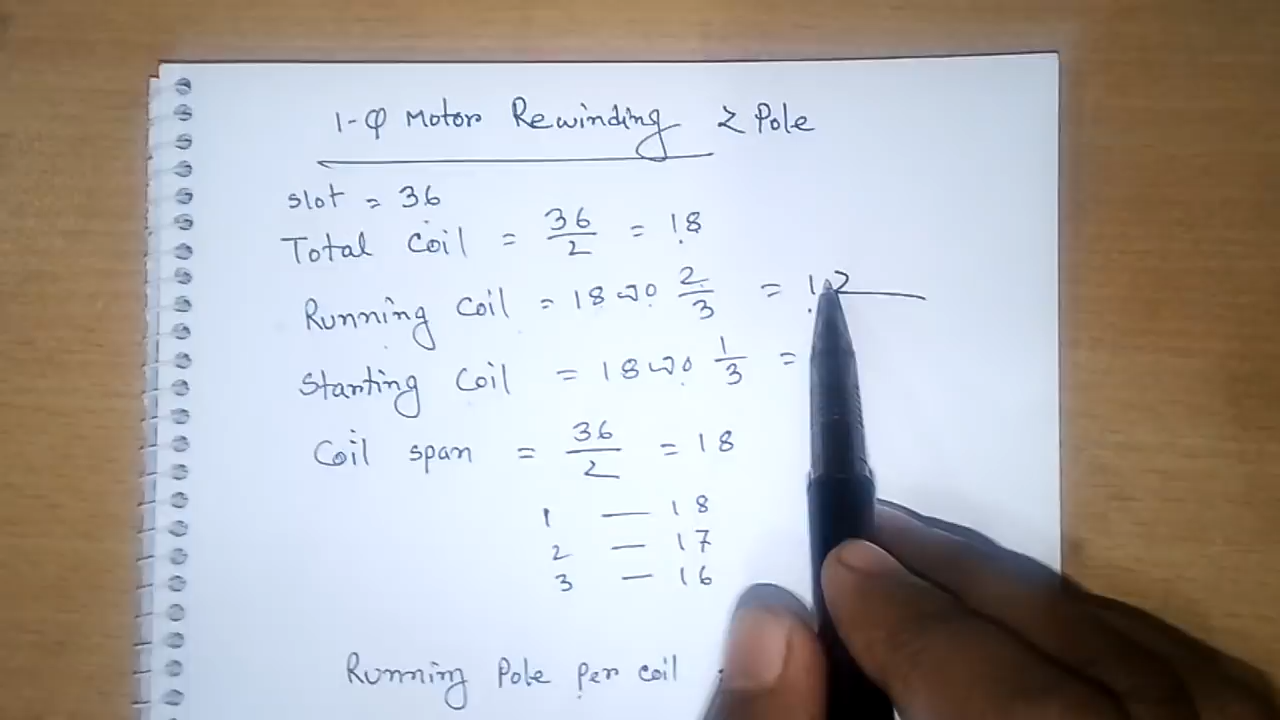 1-φ Motor Rewinding 2 Pole
Slot = 36
Total Coil = 36/2 = 18
Running Coil = 18 এর 2/3 = 12
Starting Coil = 18 এর 1/3 =
Coil span = 36/2 = 18
1 — 18
2 — 17
3 — 16
Running Pole Per coil